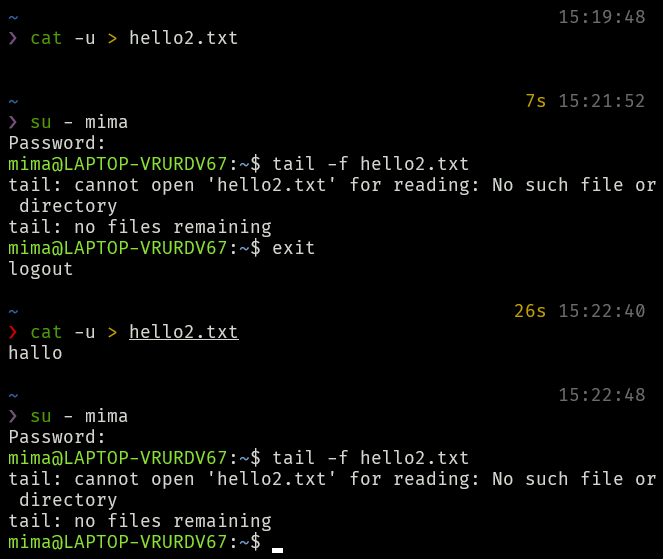 ~ 15:19:48
❯ cat -u > hello2.txt
~ 7s 15:21:52
❯ su - mima
Password:
mima@LAPTOP-VRURDV67:~$ tail -f hello2.txt
tail: cannot open 'hello2.txt' for reading: No such file or
directory
tail: no files remaining
mima@LAPTOP-VRURDV67:~$ exit
logout
~ 26s 15:22:40
❯ cat -u > hello2.txt
hallo
~ 15:22:48
❯ su - mima
Password:
mima@LAPTOP-VRURDV67:~$ tail -f hello2.txt
tail: cannot open 'hello2.txt' for reading: No such file or
directory
tail: no files remaining
mima@LAPTOP-VRURDV67:~$